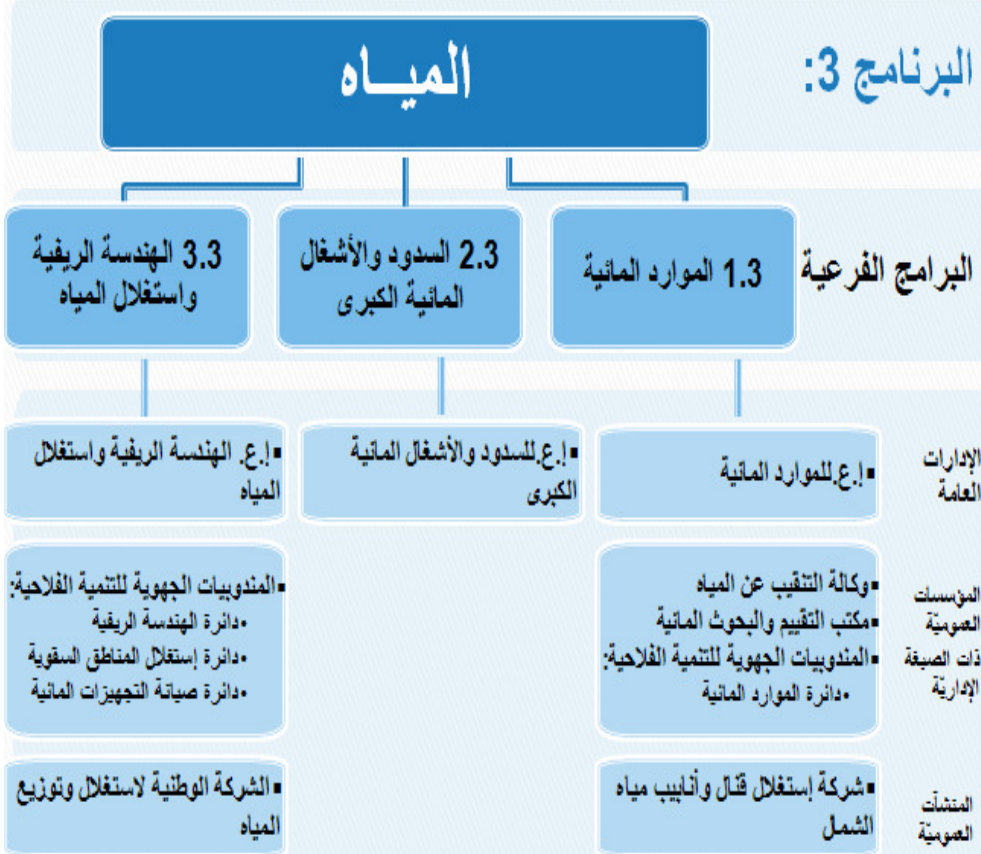 البرنامج 3:
الميـــاه
البرامج الفرعية
1.3 الموارد المائية
2.3 السدود والأشغال
المائية الكبرى
3.3 الهندسة الريفية
واستغلال المياه
الإدارات
العامة
▪إ.ع.للموارد المائية
▪إ.ع.للسدود والأشغال المائية
الكبرى
▪إ.ع. الهندسة الريفية واستغلال
المياه
المؤسسات
العموميّة
ذات الصبغة
الإداريّة
▪وكالة التنقيب عن المياه
▪مكتب التقييم والبحوث المائية
▪المندوبيات الجهوية للتنمية الفلاحية:
•دائرة الموارد المائية
▪المندوبيات الجهوية للتنمية الفلاحية:
•دائرة الهندسة الريفية
•دائرة إستغلال المناطق السقوية
•دائرة صيانة التجهيزات المائية
المنشآت
العموميّة
▪شركة إستغلال قنال وأنابيب مياه
الشمال
▪الشركة الوطنية لاستغلال وتوزيع
المياه